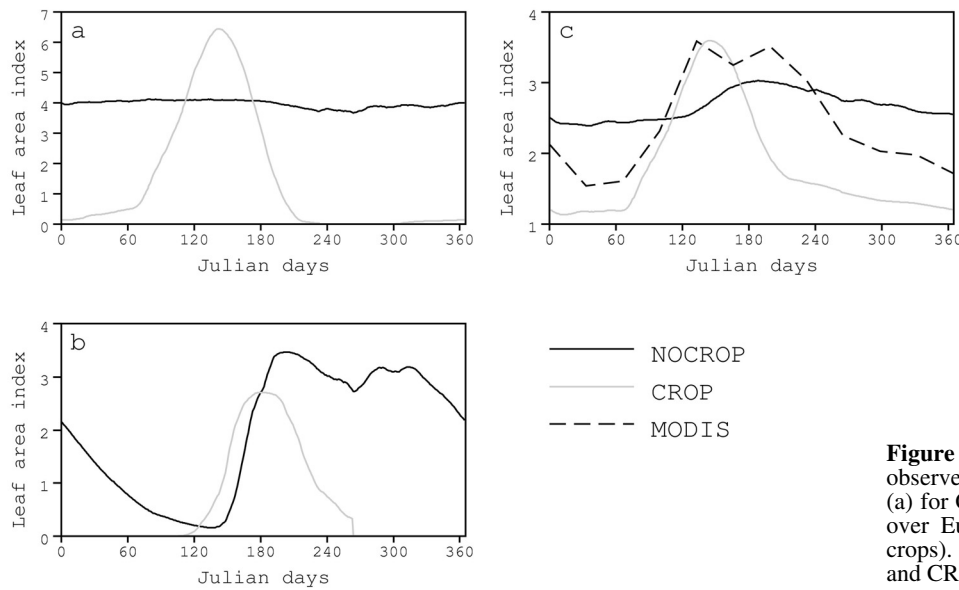 a
7
6
5
4
3
2
1
0
Leaf area index
0 60 120 180 240 300 360
Julian days
c
4
3
2
1
Leaf area index
0 60 120 180 240 300 360
Julian days
b
4
3
2
1
0
Leaf area index
0 60 120 180 240 300 360
Julian days
NOCROP
CROP
MODIS
Figure
observe
(a) for
over Eu
crops).
and CR